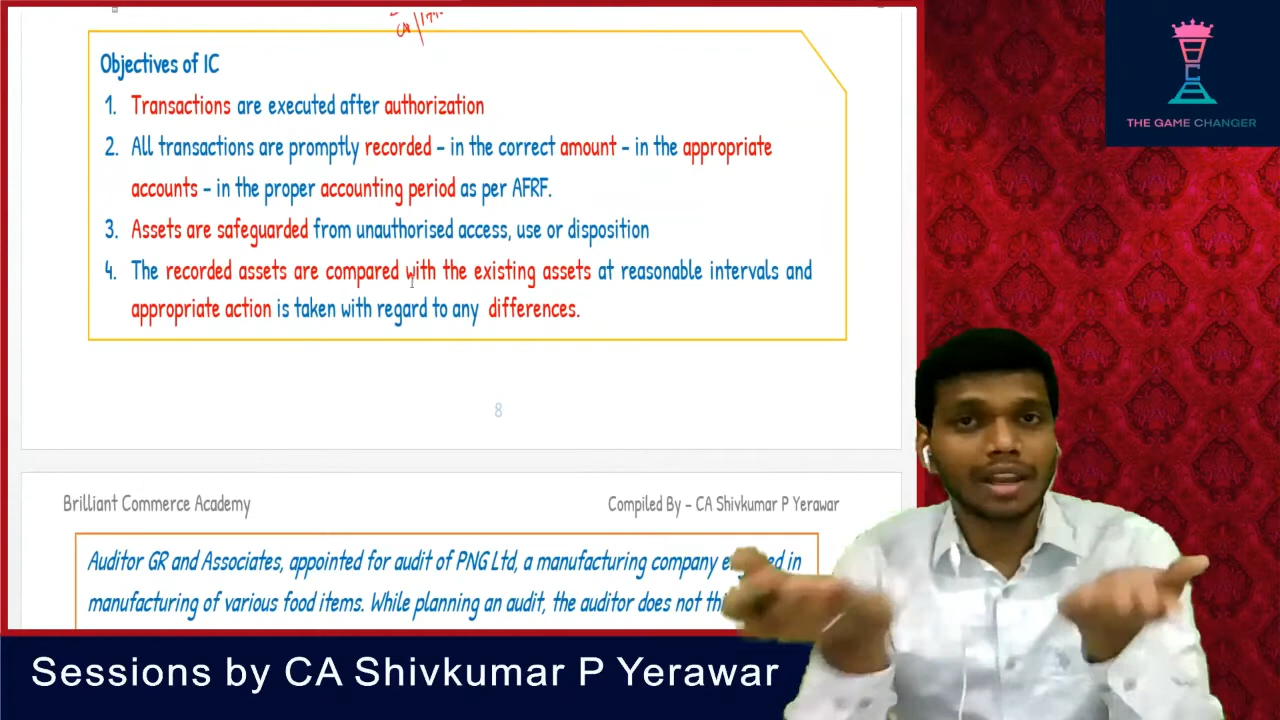 Objectives of IC
1. Transactions are executed after authorization
2. All transactions are promptly recorded – in the correct amount – in the appropriate
accounts – in the proper accounting period as per AFRF.
3. Assets are safeguarded from unauthorised access, use or disposition
4. The recorded assets are compared with the existing assets at reasonable intervals and
appropriate action is taken with regard to any differences.
8
Brilliant Commerce Academy
Compiled By – CA Shivkumar P Yerawar
Auditor GR and Associates, appointed for audit of PNG Ltd, a manufacturing company in
manufacturing of various food items. While planning an audit, the auditor does not
THE GAME CHANGER
Sessions by CA Shivkumar P Yerawar